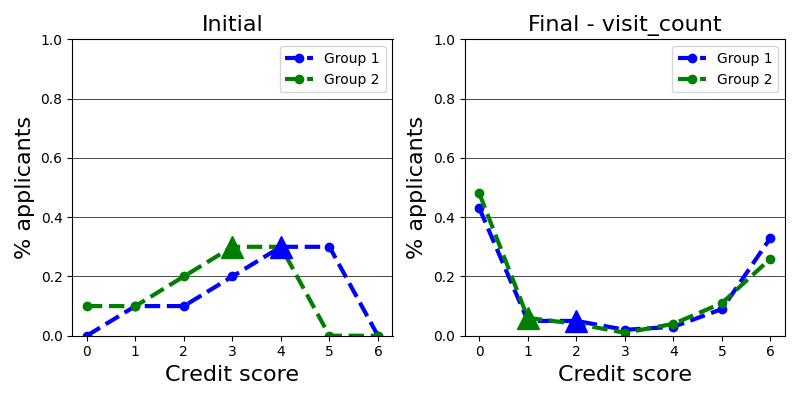 Initial
1.0
0.8
0.6
0.4
0.2
0.0
% applicants
0 1 2 3 4 5 6
Credit score
Group 1
Group 2
Final - visit_count
1.0
0.8
0.6
0.4
0.2
0.0
% applicants
0 1 2 3 4 5 6
Credit score
Group 1
Group 2